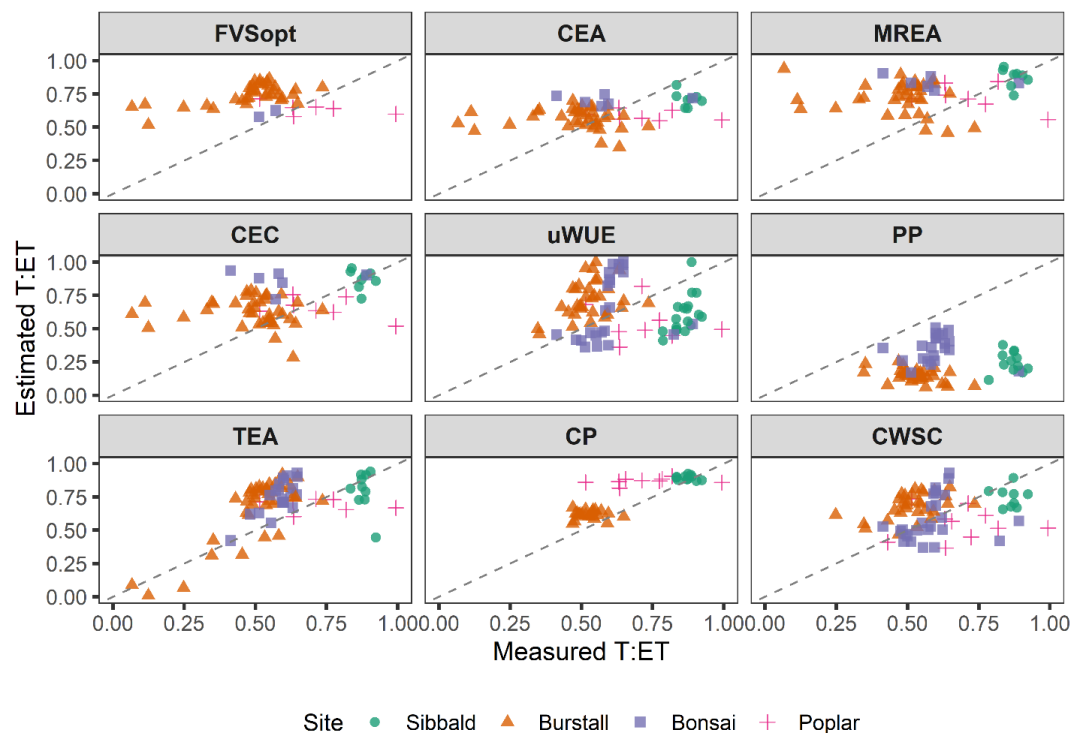 FVSopt CEA MREA
1.00
0.75
0.50
0.25
0.00
CEC uWUE PP
1.00
0.75
0.50
0.25
0.00
Estimated T:ET
TEA CP CWSC
1.00
0.75
0.50
0.25
0.00
0.00 0.25 0.50 0.75 1.00 0.00 0.25 0.50 0.75 1.00 0.00 0.25 0.50 0.75 1.00
Measured T:ET
Site Sibbald Burstall Bonsai Poplar